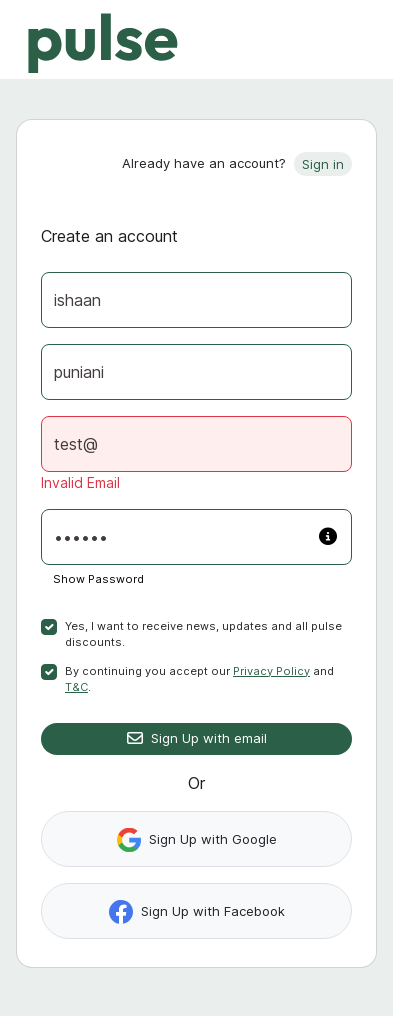 pulse
Already have an account? Sign in
Create an account
ishaan
puniani
test@
Invalid Email
••••••
Show Password
Yes, I want to receive news, updates and all pulse
discounts.
By continuing you accept our Privacy Policy and
T&C.
Sign Up with email
Or
Sign Up with Google
Sign Up with Facebook